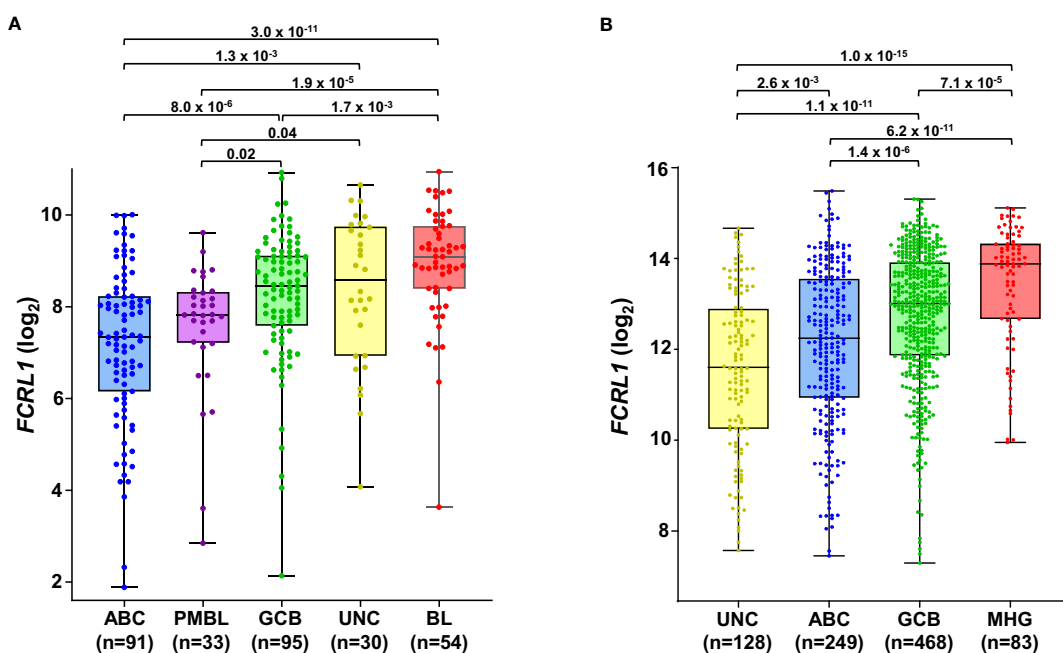 A
3.0 x 10⁻¹¹
1.3 x 10⁻³
1.9 x 10⁻⁵
8.0 x 10⁻⁶
1.7 x 10⁻³
0.04
0.02
10
8
6
4
2
FCRL1 (log₂)
ABC PMBL GCB UNC BL
(n=91) (n=33) (n=95) (n=30) (n=54)
B
1.0 x 10⁻¹⁵
2.6 x 10⁻³ 7.1 x 10⁻⁵
1.1 x 10⁻¹¹
6.2 x 10⁻¹¹
1.4 x 10⁻⁶
16
14
12
10
8
FCRL1 (log₂)
UNC ABC GCB MHG
(n=128) (n=249) (n=468) (n=83)